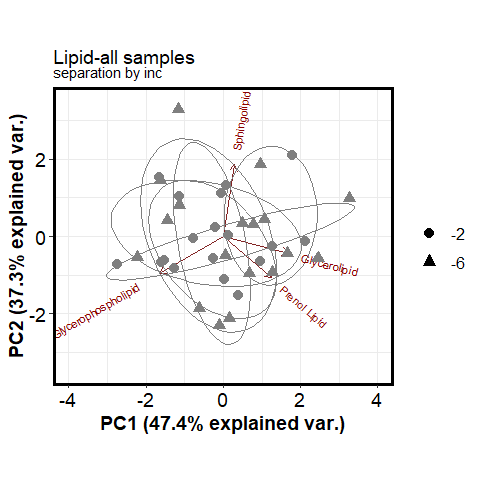 Lipid-all samples
separation by inc
Sphingolipid
Glycerolipid
Prenol Lipid
Glycerophospholipid
PC2 (37.3% explained var.)
2
0
-2
-4
-2
0
2
4
PC1 (47.4% explained var.)
-2
-6